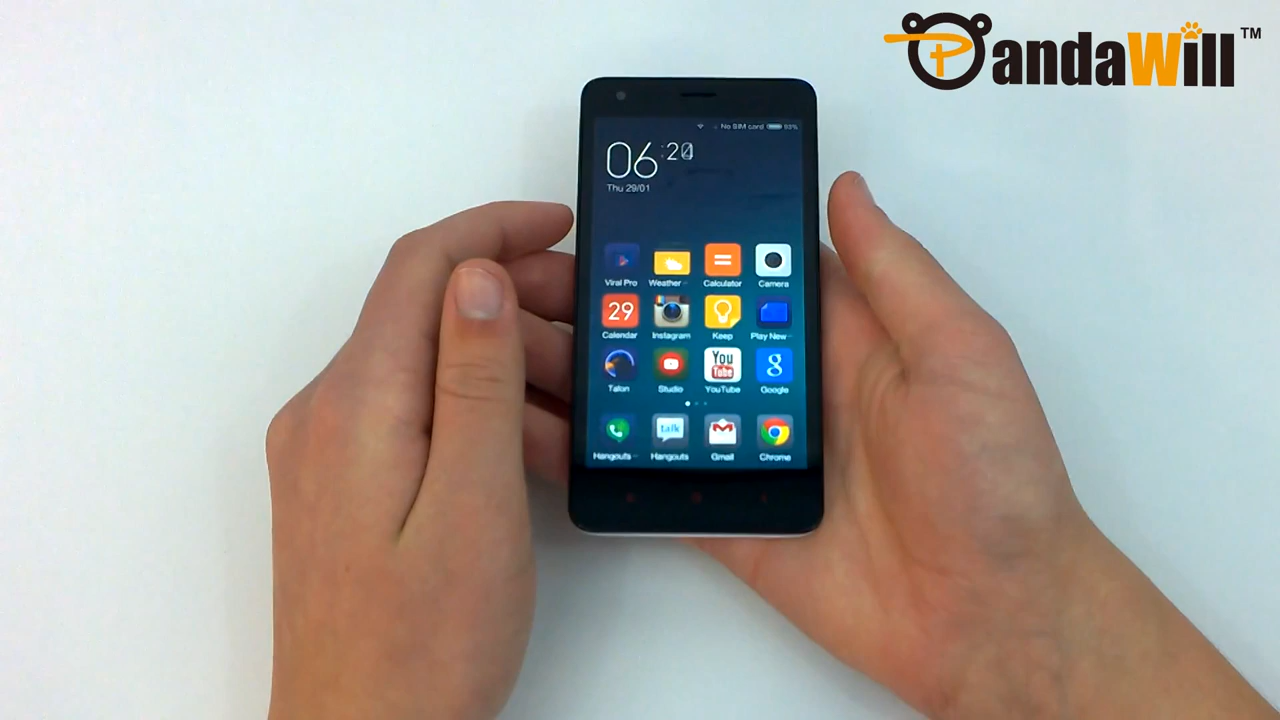 PandaWill™
No SIM card 93%
06
Thu 29/01
Viral Pro Weather Calculator Camera
29
Calendar Instagram Keep Play New
You
Tube
Talon Studio YouTube Google
talk
Hangouts Hangouts Gmail Chrome